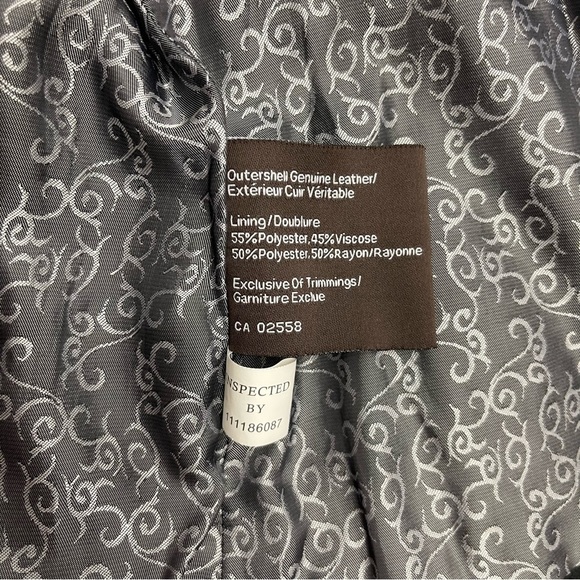 Outershell Genuine Leather/
Extérieur Cuir Véritable
Lining/Doublure
55%Polyester,45%Viscose
50%Polyester,50%Rayon/Rayonne
Exclusive Of Trimmings/
Garniture Exclue
CA 02558
NSPECTED
BY
111186087